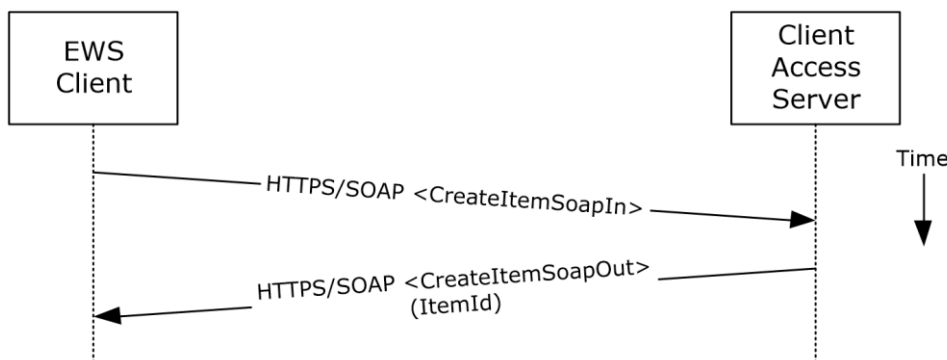 EWS
Client
Client
Access
Server
Time
HTTPS/SOAP <CreateItemSoapIn>
HTTPS/SOAP <CreateItemSoapOut>
(ItemId)